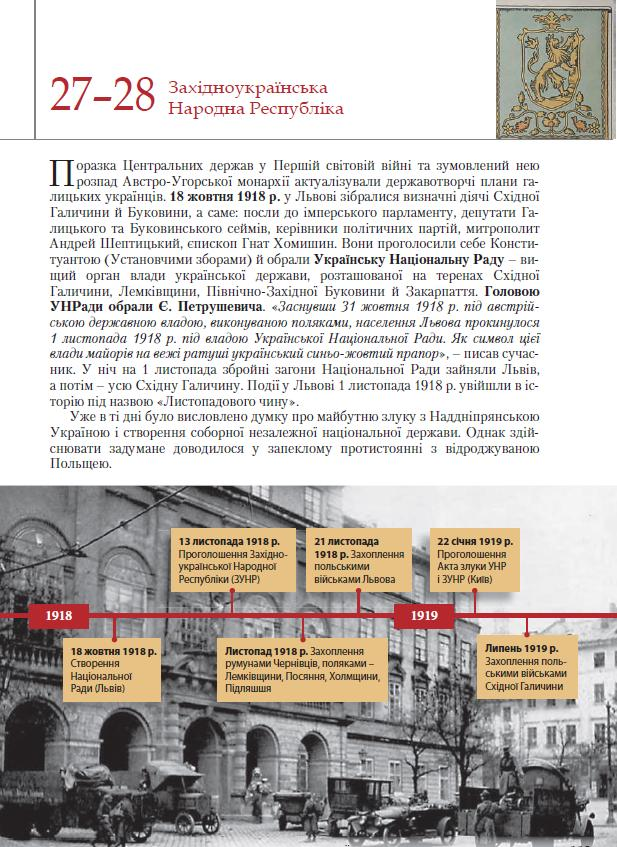 27–28
Західноукраїнська
Народна Республіка
Поразка Центральних держав у Першій світовій війні та зумовлений нею
розпад Австро-Угорської монархії актуалізували державотворчі плани га-
лицьких українців. 18 жовтня 1918 р. у Львові зібралися визначні діячі Східної
Галичини й Буковини, а саме: посли до імперського парламенту, депутати Га-
лицького та Буковинського сеймів, керівники політичних партій, митрополит
Андрей Шептицький, єпископ Гнат Хомишин. Вони проголосили себе Консти-
туантою (Установчими зборами) й обрали Українську Національну Раду – ви-
щий орган влади української держави, розташованої на теренах Східної
Галичини, Лемківщини, Північно-Західної Буковини й Закарпаття. Головою
УНРади обрали Є. Петрушевича. «Заснувши 31 жовтня 1918 р. під австрій-
ською державною владою, виконуваною поляками, населення Львова прокинулося
1 листопада 1918 р. під владою Української Національної Ради. Як символ цієї
влади майорів на вежі ратуші український синьо-жовтий прапор», – писав сучас-
ник. У ніч на 1 листопада збройні загони Національної Ради зайняли Львів,
а потім – усю Східну Галичину. Події у Львові 1 листопада 1918 р. увійшли в іс-
торію під назвою «Листопадового чину».
Уже в ті дні було висловлено думку про майбутню злуку з Наддніпрянською
Україною і створення соборної незалежної національної держави. Однак здій-
снювати задумане доводилося у запеклому протистоянні з відроджуваною
Польщею.
13 листопада 1918 р.
Проголошення Західно-
української Народної
Республіки (ЗУНР)
21 листопада
1918 р. Захоплення
польськими
військами Львова
22 січня 1919 р.
Проголошення
Акта злуки УНР
і ЗУНР (Київ)
1918
1919
18 жовтня 1918 р.
Створення
Національної
Ради (Львів)
Листопад 1918 р. Захоплення
румунами Чернівців, поляками –
Лемківщини, Посяння, Холмщини,
Підляшшя
Липень 1919 р.
Захоплення поль-
ськими військами
Східної Галичини